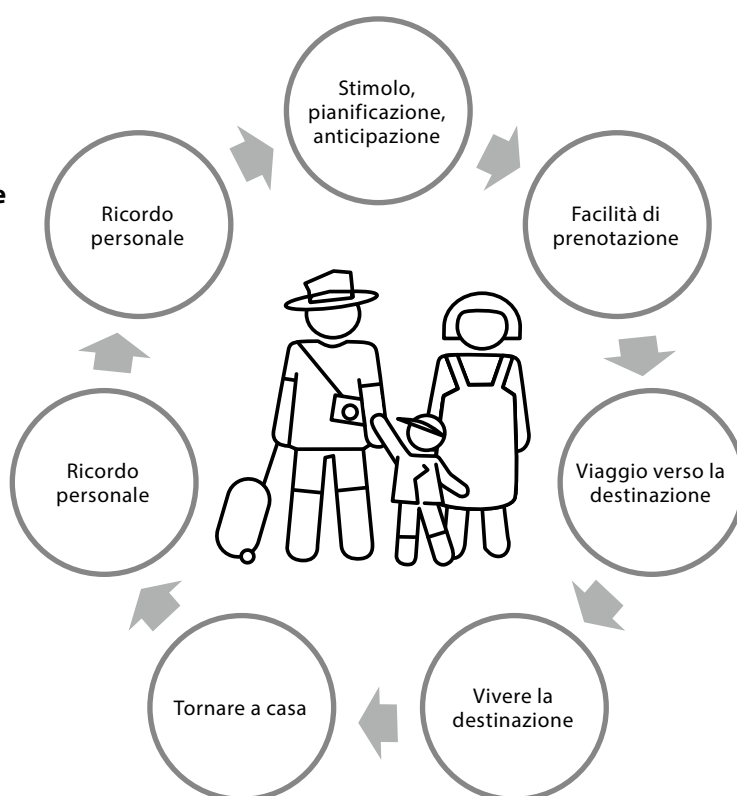 Stimolo,
pianificazione,
anticipazione
Facilità di
prenotazione
Viaggio verso la
destinazione
Vivere la
destinazione
Tornare a casa
Ricordo
personale
Ricordo
personale
e